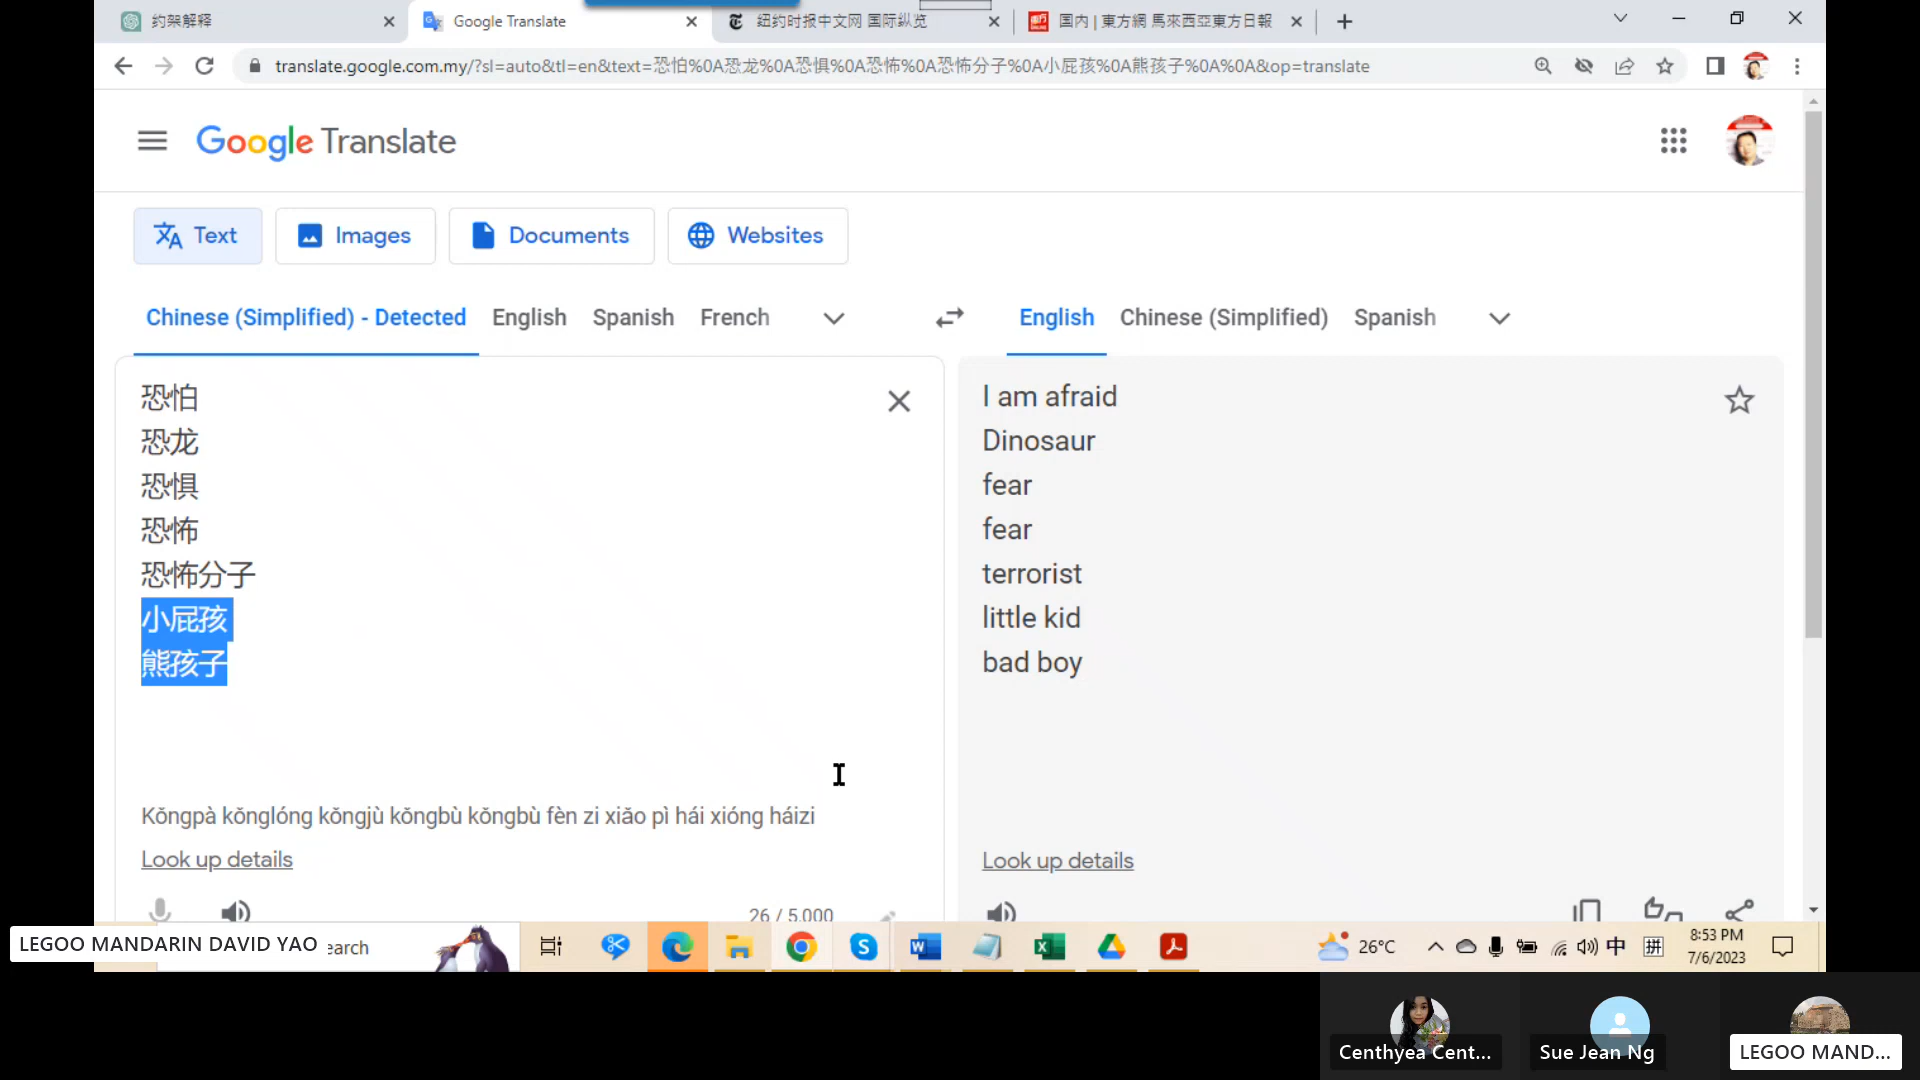 约架解释
Google Translate
紐約时报中文网 国际纵览
国内 | 東方網 馬來西亞東方日報
translate.google.com.my/?sl=auto&tl=en&text=恐怕%0A恐龙%0A恐惧%0A恐怖%0A恐怖分子%0A小屁孩%0A熊孩子%0A%0A&op=translate
Google Translate
Text
Images
Documents
Websites
Chinese (Simplified) - Detected
English
Spanish
French
English
Chinese (Simplified)
Spanish
恐怕
恐龙
恐惧
恐怖
恐怖分子
小屁孩
熊孩子
I am afraid
Dinosaur
fear
fear
terrorist
little kid
bad boy
Kǒngpà kǒnglóng kǒngjù kǒngbù kǒngbù fèn zi xiǎo pì hái xióng háizi
Look up details
Look up details
26 / 5,000
LEGOO MANDARIN DAVID YAO
earch
26°C
中
拼
8:53 PM
7/6/2023
Centhyea Cent...
Sue Jean Ng
LEGOO MAND...